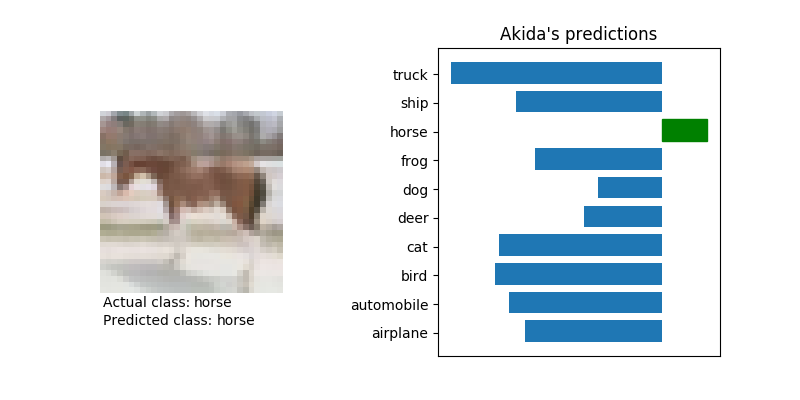 Akida's predictions
truck
ship
horse
frog
dog
deer
cat
bird
automobile
airplane
Actual class: horse
Predicted class: horse